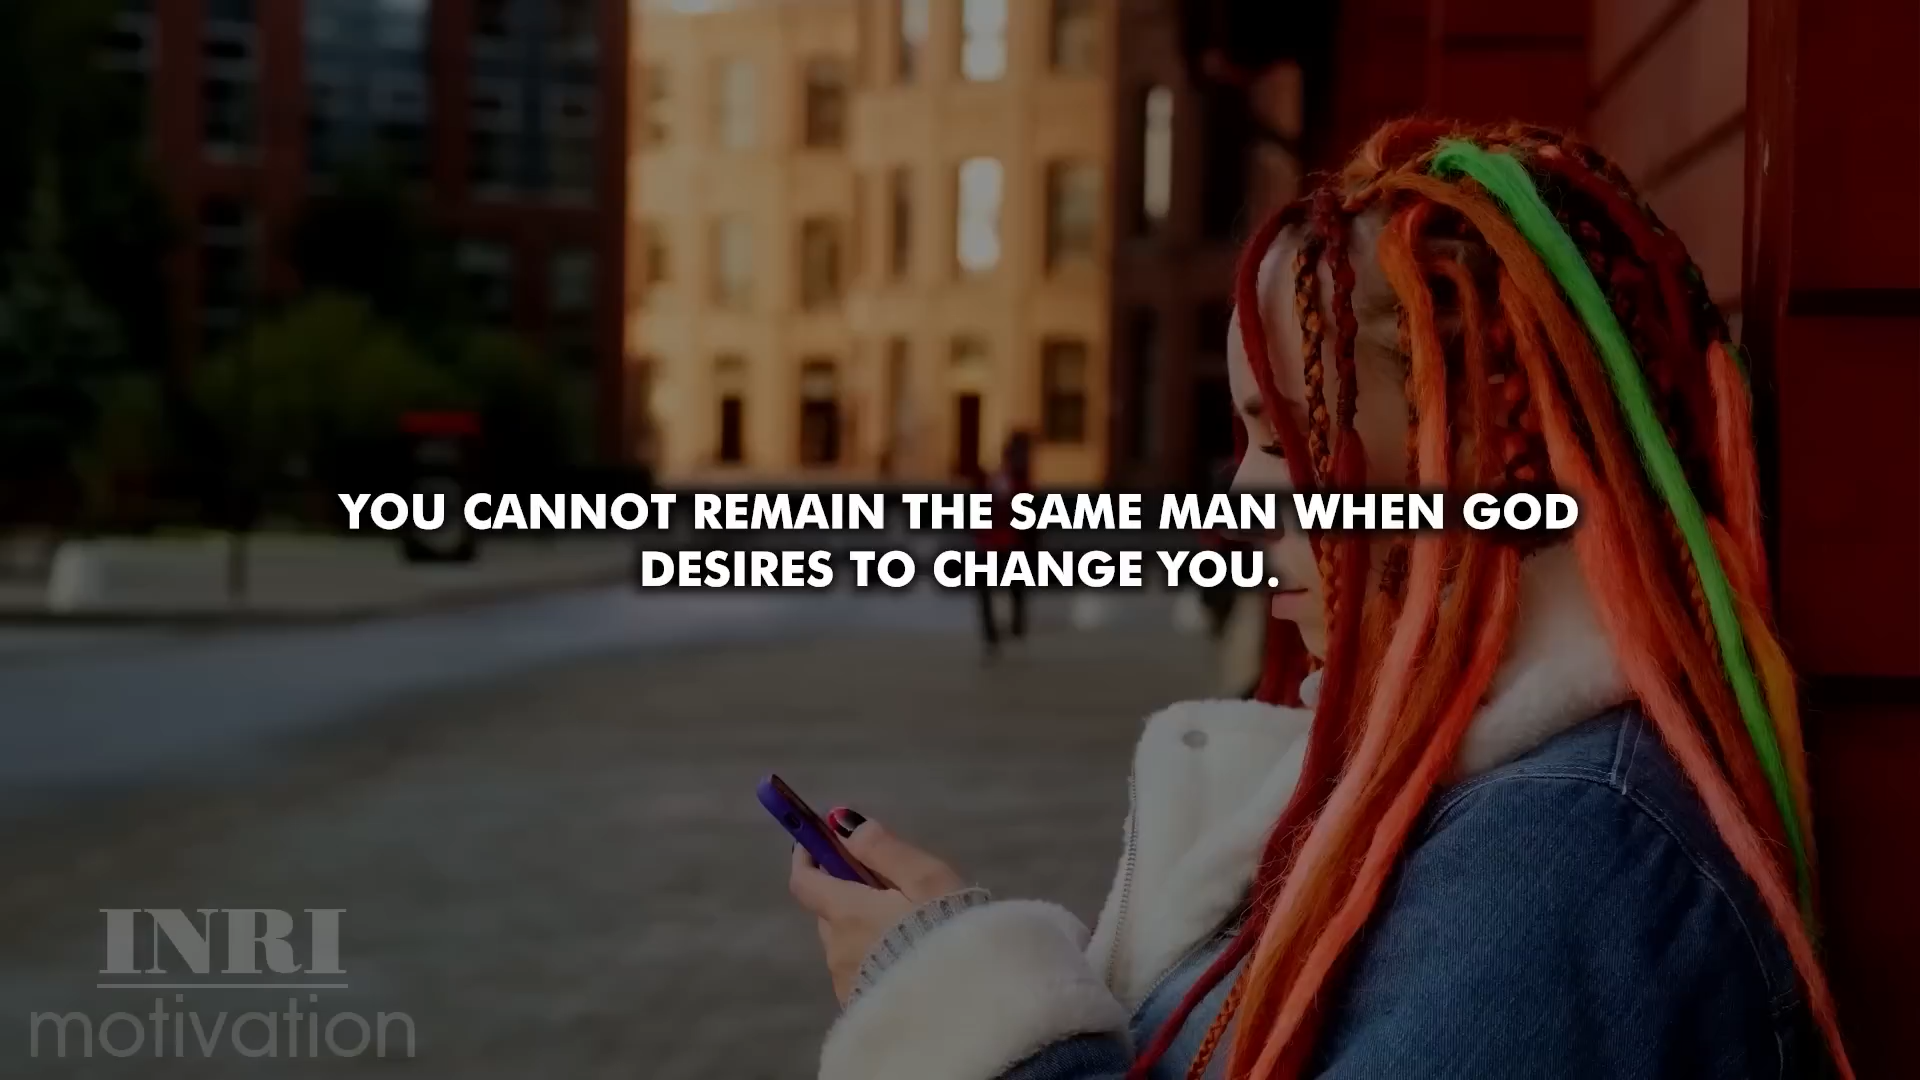 YOU CANNOT REMAIN THE SAME MAN WHEN GOD
DESIRES TO CHANGE YOU.
INRI
motivation